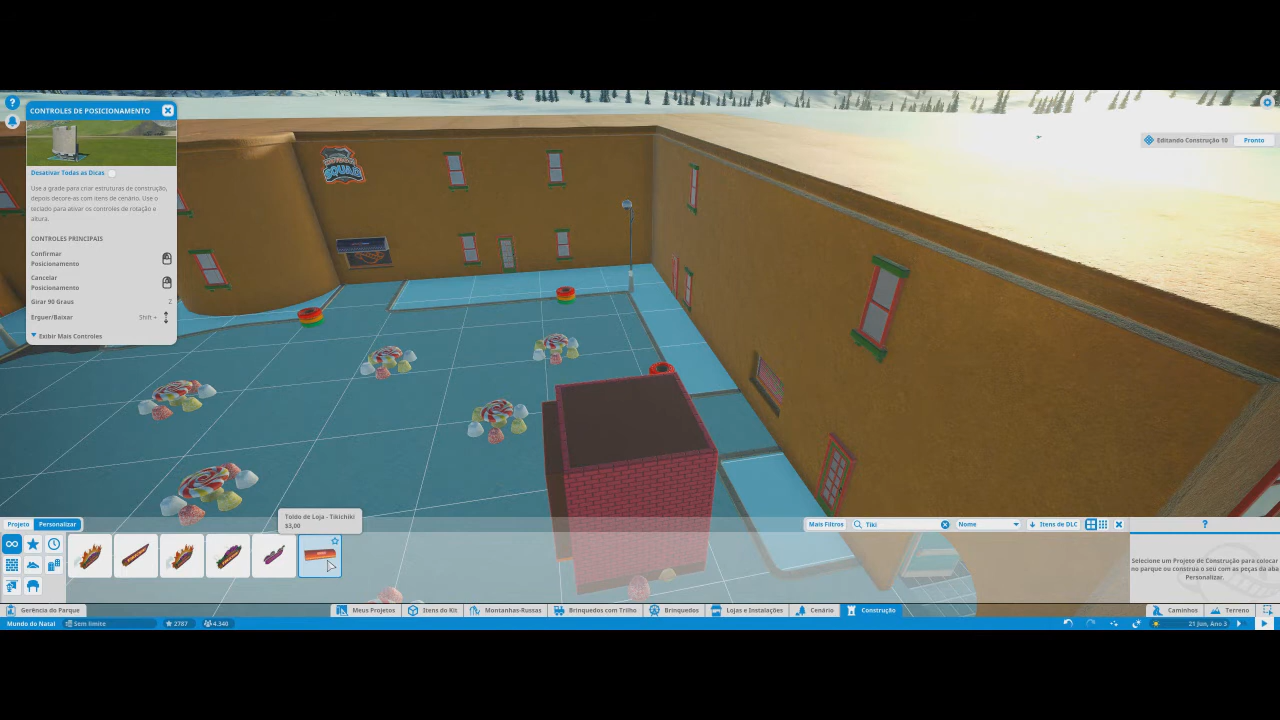 CONTROLES DE POSICIONAMENTO
Desativar Todas as Dicas
Use a grade para criar estruturas de construção,
depois decore-as com itens de cenário. Use o
teclado para ativar os controles de rotação e
altura.
CONTROLES PRINCIPAIS
Confirmar
Posicionamento
Cancelar
Posicionamento
Girar 90 Graus Z
Erguer/Baixar Shift +
Exibir Mais Controles
SQUAD
Editando Construção 10 Pronto
Toldo de Loja - Tikichiki
$3,00
Projeto Personalizar Mais Filtros Tiki Nome Itens de DLC ?
Selecione um Projeto de Construção para colocar
no parque ou construa o seu com as peças da aba
Personalizar.
Gerência do Parque Meus Projetos Itens do Kit Montanhas-Russas Brinquedos com Trilho Brinquedos Lojas e Instalações Cenário Construção Caminhos Terreno
Mundo do Natal Sem limite 2787 4.340 21 Jun, Ano 3